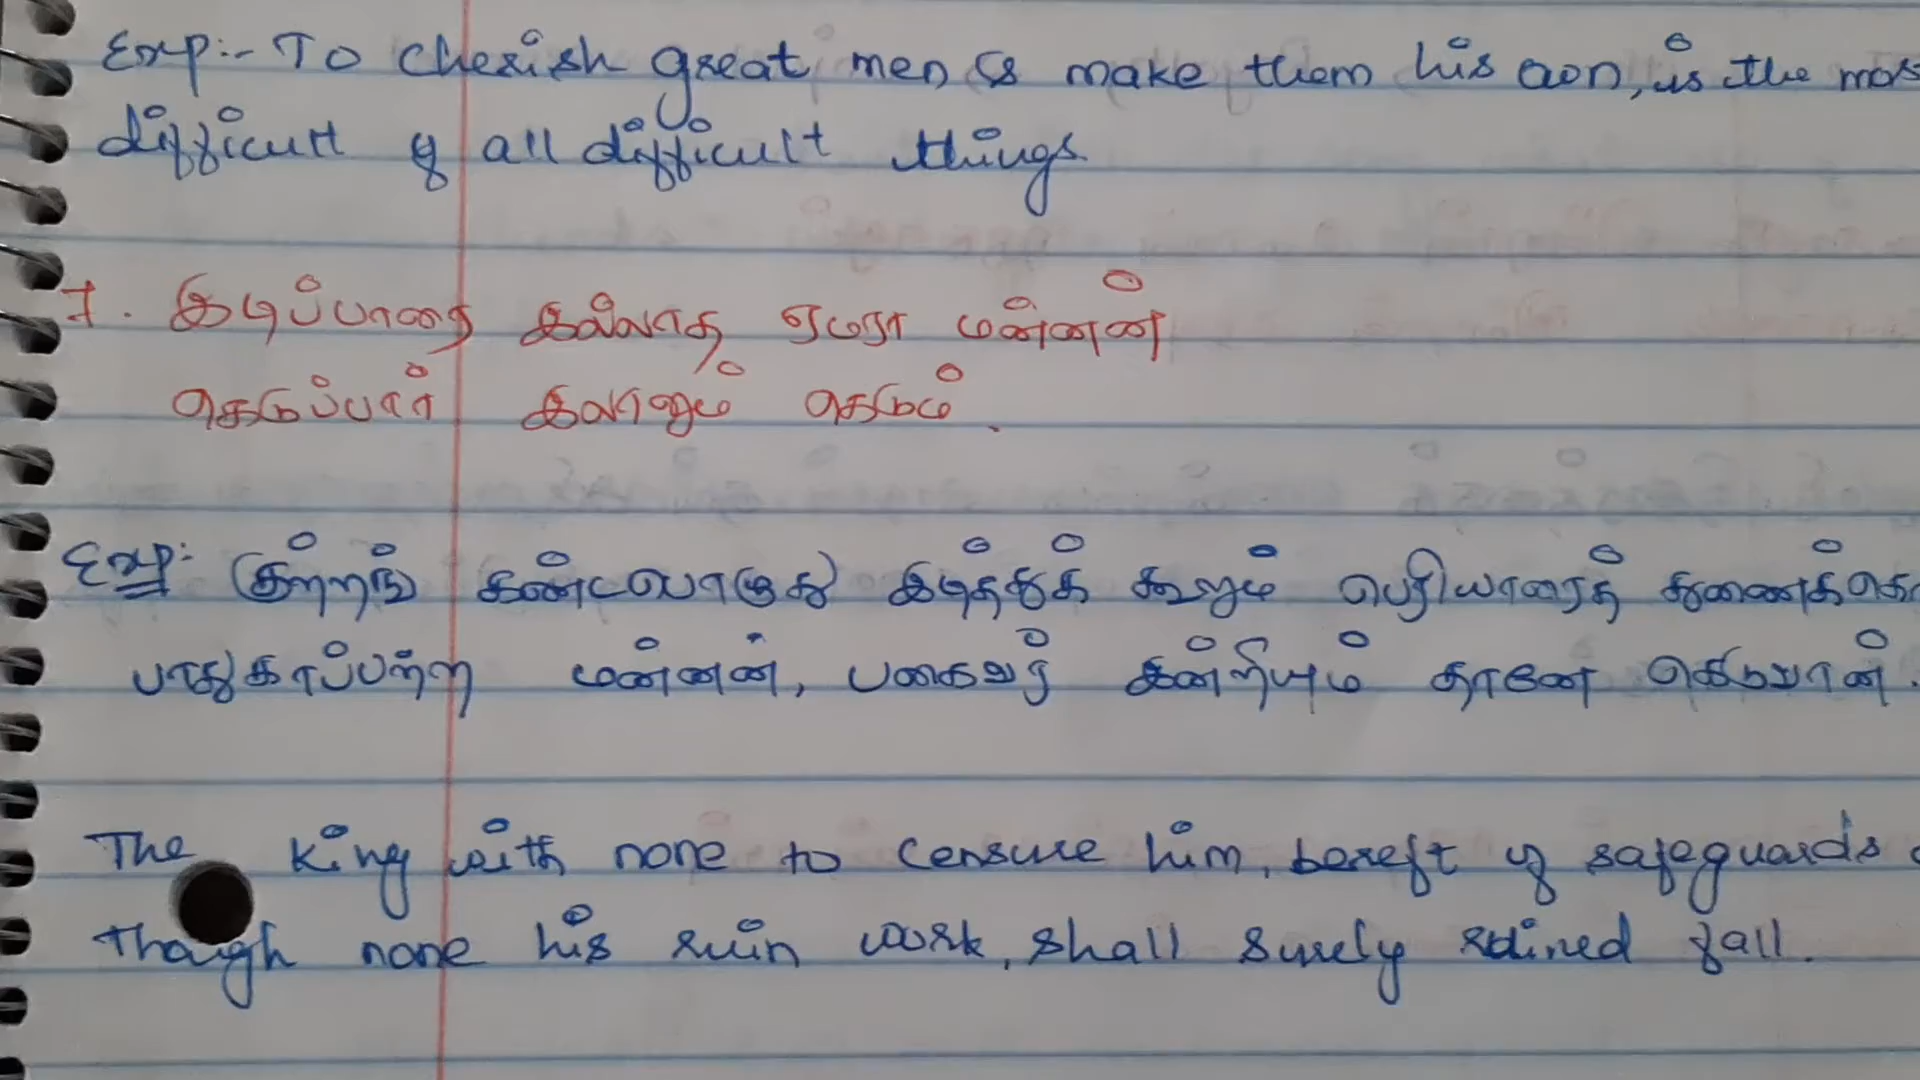 Exp:- To cherish great men & make them his own, is the mos
difficult of all difficult things.
7. இடிப்பாரை இல்லாத ஏமரா மன்னன்
கெடுப்பார் இலானும் கெடும்.
Exp: குற்றங் கண்டபொழுது இடித்துக் கூறும் பெரியாரைத் துணைக்கொ
பாதுகாப்பற்ற மன்னன், பகைவர் இன்றியும் தானே கெடுவான்.
The King with none to censure him, bereft of safeguards
Though none his ruin work, shall surely ruined fall.